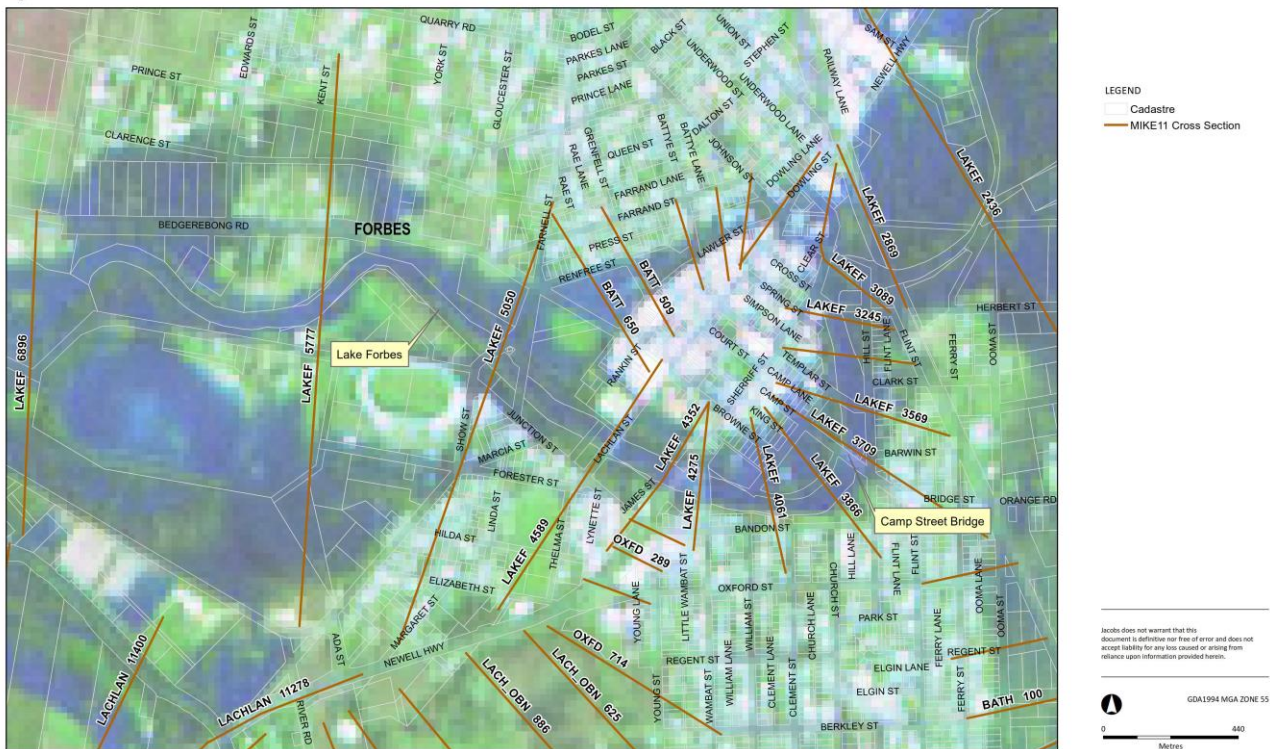 QUARRY RD
BODEL ST
PARKES LANE
PARKES ST
PRINCE LANE
BLACK ST
UNION ST
STEPHEN ST
UNDERWOOD ST
UNDERWOOD LANE
RAILWAY LANE
SAM ST
NEWELL HWY
EDWARDS ST
KENT ST
YORK ST
GLOUCESTER ST
PRINCE ST
CLARENCE ST
GRENFELL ST
RAE LANE
RAE ST
QUEEN ST
BATTYE ST
BATTYE LANE
DALTON ST
JOHNSON ST
DOWLING LANE
DOWLING ST
FARRAND LANE
FARRAND ST
FARNELL ST
BEDGEREBONG RD
FORBES
PRESS ST
RENFREE ST
LAWLER ST
CLEAR ST
CROSS ST
SPRING ST
SIMPSON LANE
LAKEF 2436
LAKEF 2869
LAKEF 3089
LAKEF 3245
HERBERT ST
HILL ST
FLINT LANE
FLINT ST
FERRY ST
OOMA ST
CLARK ST
BATT 509
BATT 650
LAKEF 5050
LAKEF 5777
LAKEF 6896
Lake Forbes
RANKIN ST
COURT ST
SHERRIFF ST
TEMPLAR ST
CAMP LANE
CAMP ST
KING ST
BROWNE ST
LAKEF 3569
LAKEF 3709
LAKEF 3866
LAKEF 4061
LAKEF 4275
LAKEF 4352
LAKEF 4589
BARWIN ST
BRIDGE ST
ORANGE RD
Camp Street Bridge
SHOW ST
JUNCTION ST
MARCIA ST
FORESTER ST
LACHLAN ST
JAMES ST
LINDA ST
HILDA ST
THELMA ST
LYNETTE ST
ELIZABETH ST
MARGARET ST
ADA ST
NEWELL HWY
RIVER RD
BANDON ST
OXFD 289
OXFORD ST
YOUNG LANE
LITTLE WAMBAT ST
WILLIAM ST
CHURCH LANE
CHURCH ST
HILL LANE
FLINT LANE
FLINT ST
OOMA LANE
OOMA ST
PARK ST
FERRY LANE
REGENT ST
REGENT ST
ELGIN LANE
ELGIN ST
YOUNG ST
WAMBAT ST
WILLIAM LANE
CLEMENT LANE
CLEMENT ST
BERKLEY ST
FERRY ST
BATH 100
OXFD 714
LACH_OBN 625
LACH_OBN 886
LACHLAN 11278
LACHLAN 11400
LEGEND
Cadastre
MIKE11 Cross Section
Jacobs does not warrant that this
document is definitive nor free of error and does not
accept liability for any loss caused or arising from
reliance upon information provided herein.
GDA1994 MGA ZONE 55
0 440
Metres